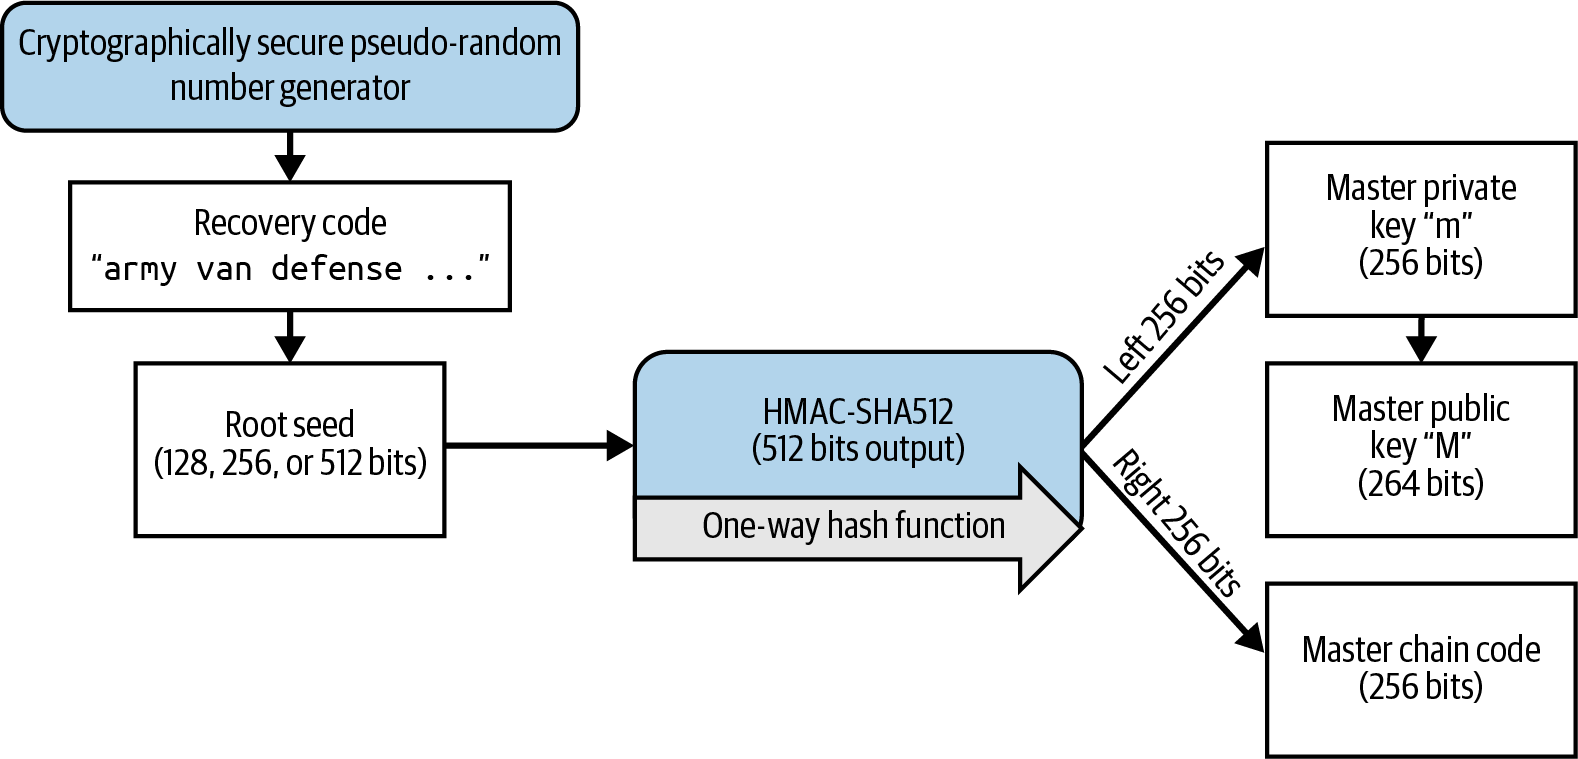 Cryptographically secure pseudo-random
number generator
Recovery code
“army van defense ...”
Root seed
(128, 256, or 512 bits)
HMAC-SHA512
(512 bits output)
One-way hash function
Left 256 bits
Right 256 bits
Master private
key “m”
(256 bits)
Master public
key “M”
(264 bits)
Master chain code
(256 bits)